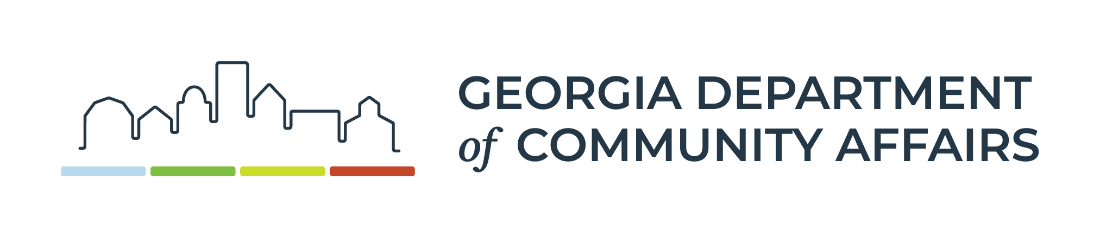 GEORGIA DEPARTMENT
of COMMUNITY AFFAIRS